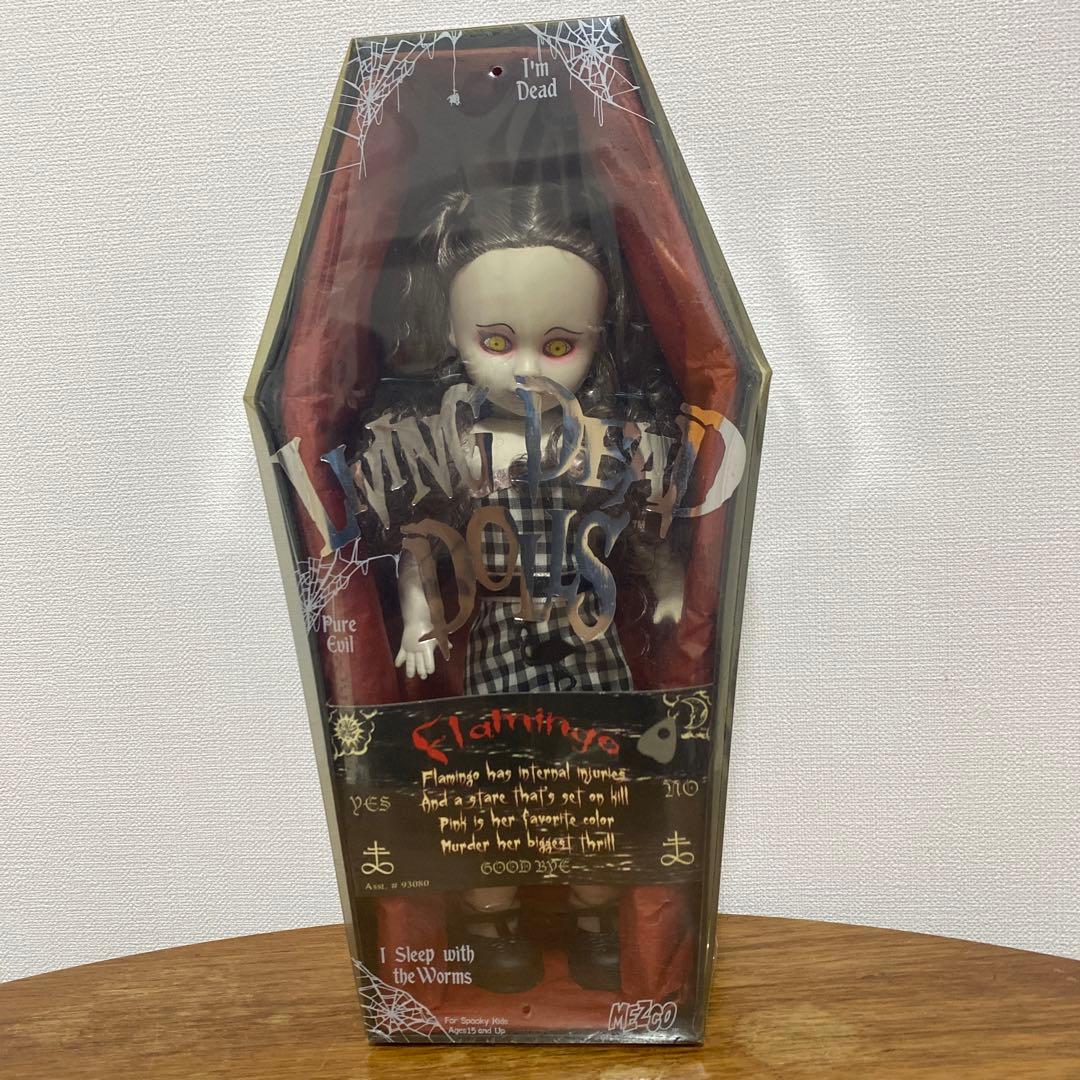 I'm
Dead
LIVING DEAD
DOLLS
Pure
Evil
Flamingo
Flamingo has internal injuries
And a stare that's set on kill
Pink is her favorite color
Murder her biggest thrill
YES
NO
GOOD BYE
Asst. # 93080
I Sleep with
the Worms
For Spooky Kids
Ages 15 and Up
MEZCO